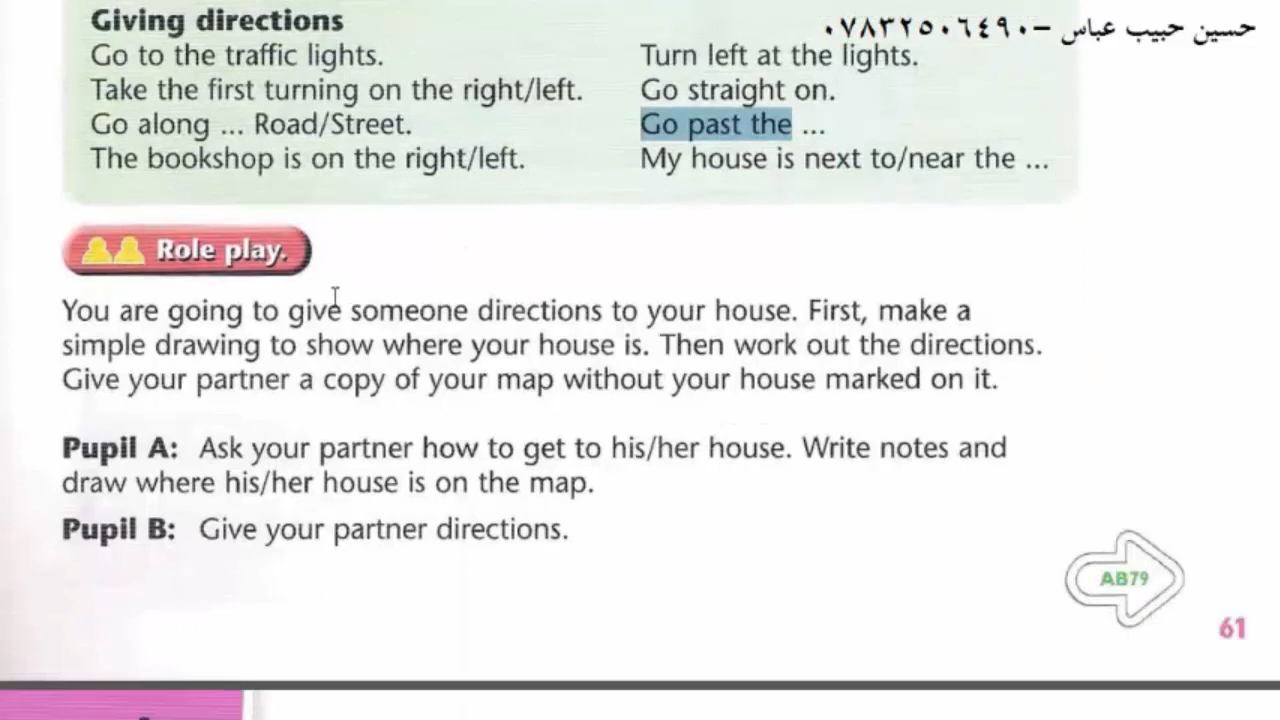 Giving directions
حسين حبيب عباس – ٠٧٨٣٢٥٠٦٤٩٠
Go to the traffic lights.
Turn left at the lights.
Take the first turning on the right/left.
Go straight on.
Go along ... Road/Street.
Go past the ...
The bookshop is on the right/left.
My house is next to/near the ...
Role play.
You are going to give someone directions to your house. First, make a
simple drawing to show where your house is. Then work out the directions.
Give your partner a copy of your map without your house marked on it.
Pupil A: Ask your partner how to get to his/her house. Write notes and
draw where his/her house is on the map.
Pupil B: Give your partner directions.
AB79
61